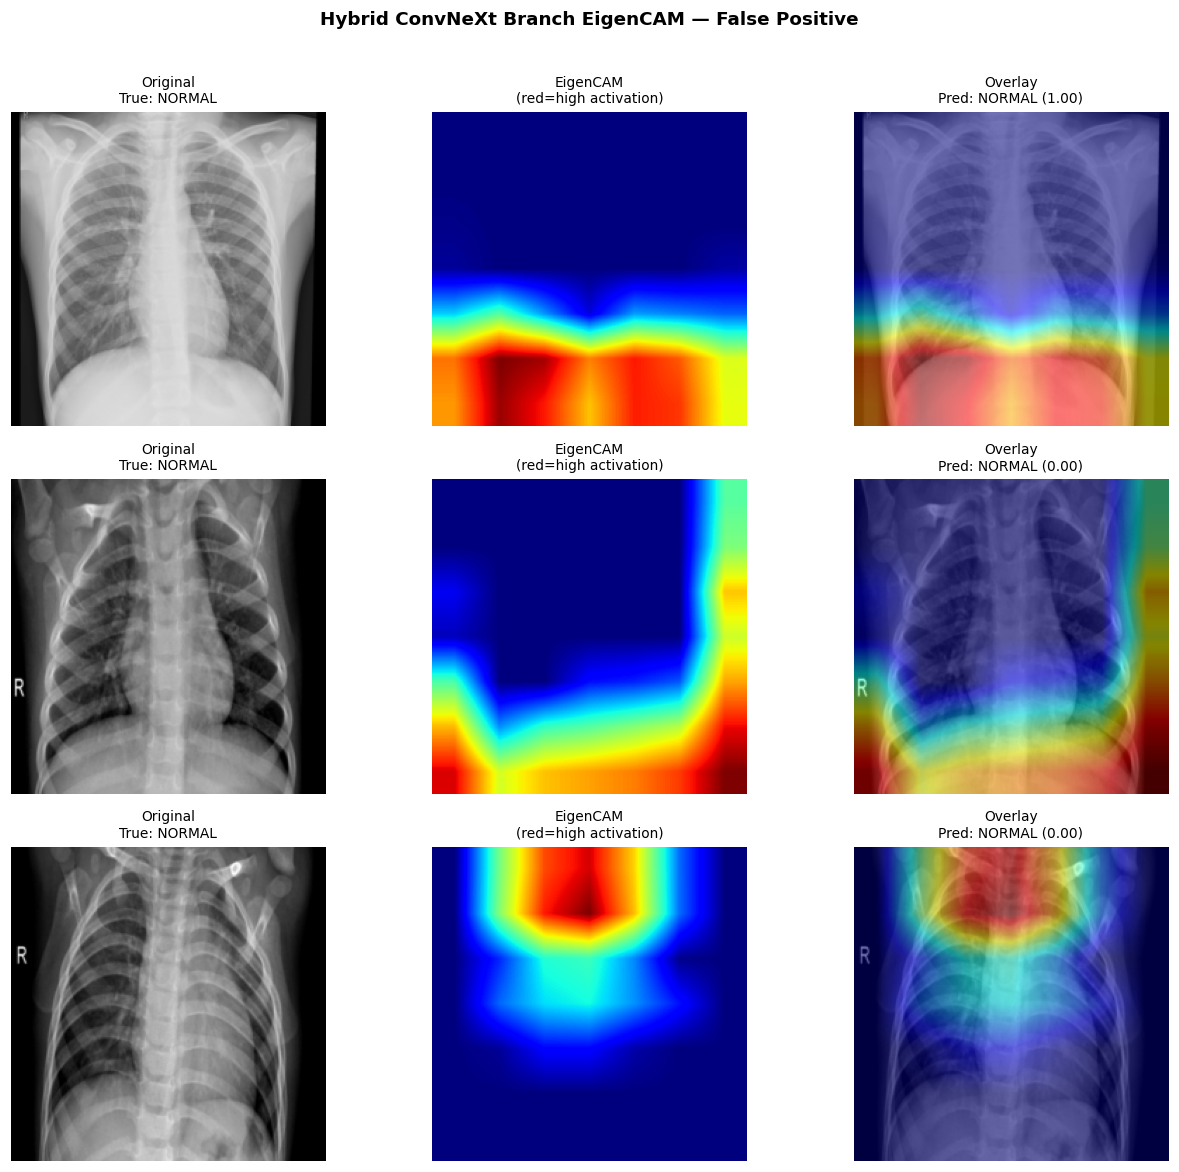 Hybrid ConvNeXt Branch EigenCAM — False Positive
Original
True: NORMAL
EigenCAM
(red=high activation)
Overlay
Pred: NORMAL (1.00)
Original
True: NORMAL
EigenCAM
(red=high activation)
Overlay
Pred: NORMAL (0.00)
R
R
Original
True: NORMAL
EigenCAM
(red=high activation)
Overlay
Pred: NORMAL (0.00)
R
R